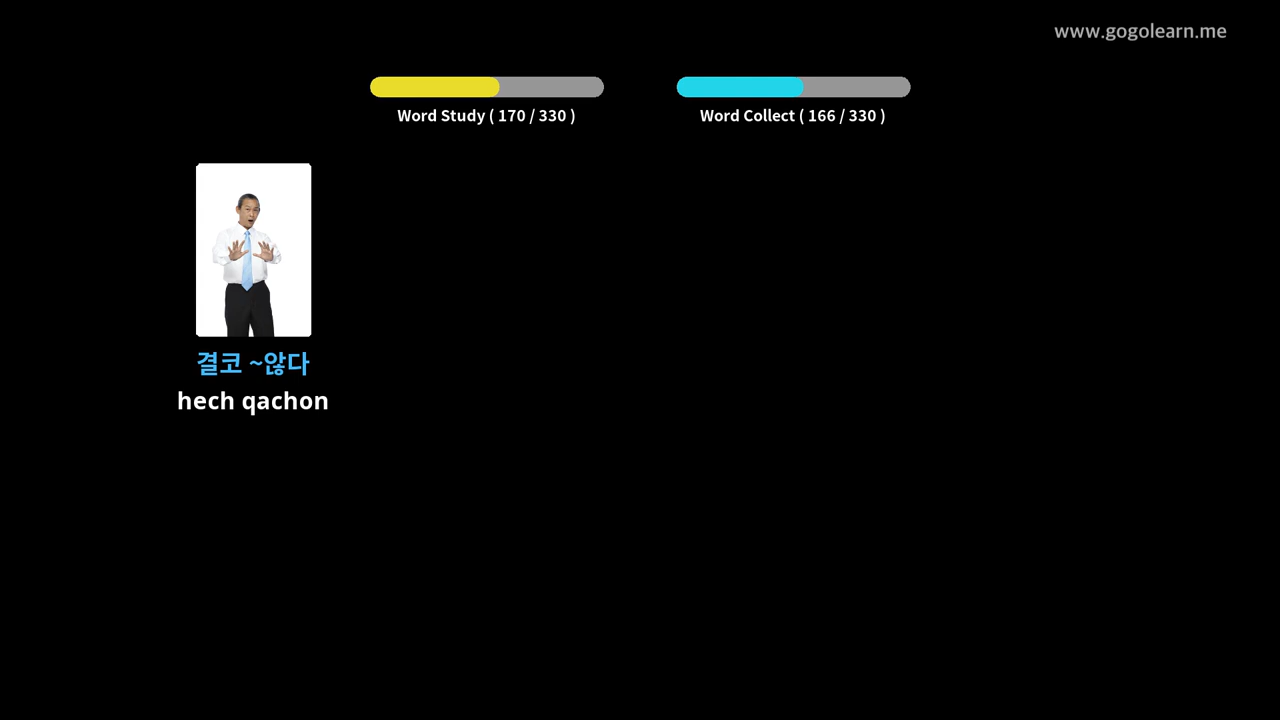 www.gogolearn.me
Word Study ( 170 / 330 )
Word Collect ( 166 / 330 )
결코 ~않다
hech qachon